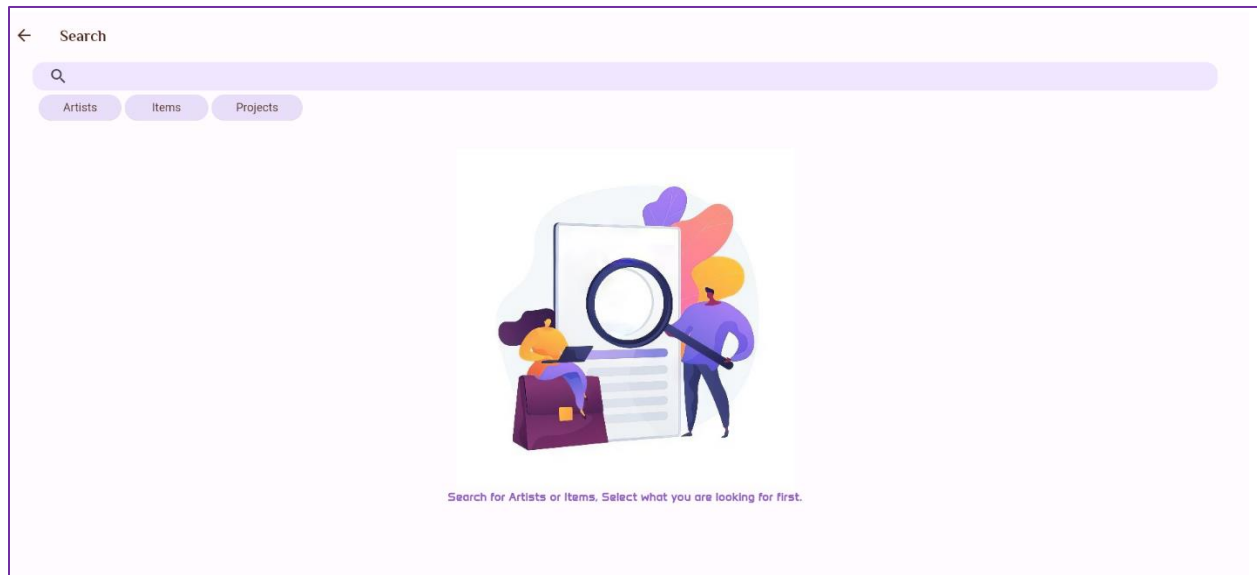 Search
Artists Items Projects
Search for Artists or Items, Select what you are looking for first.